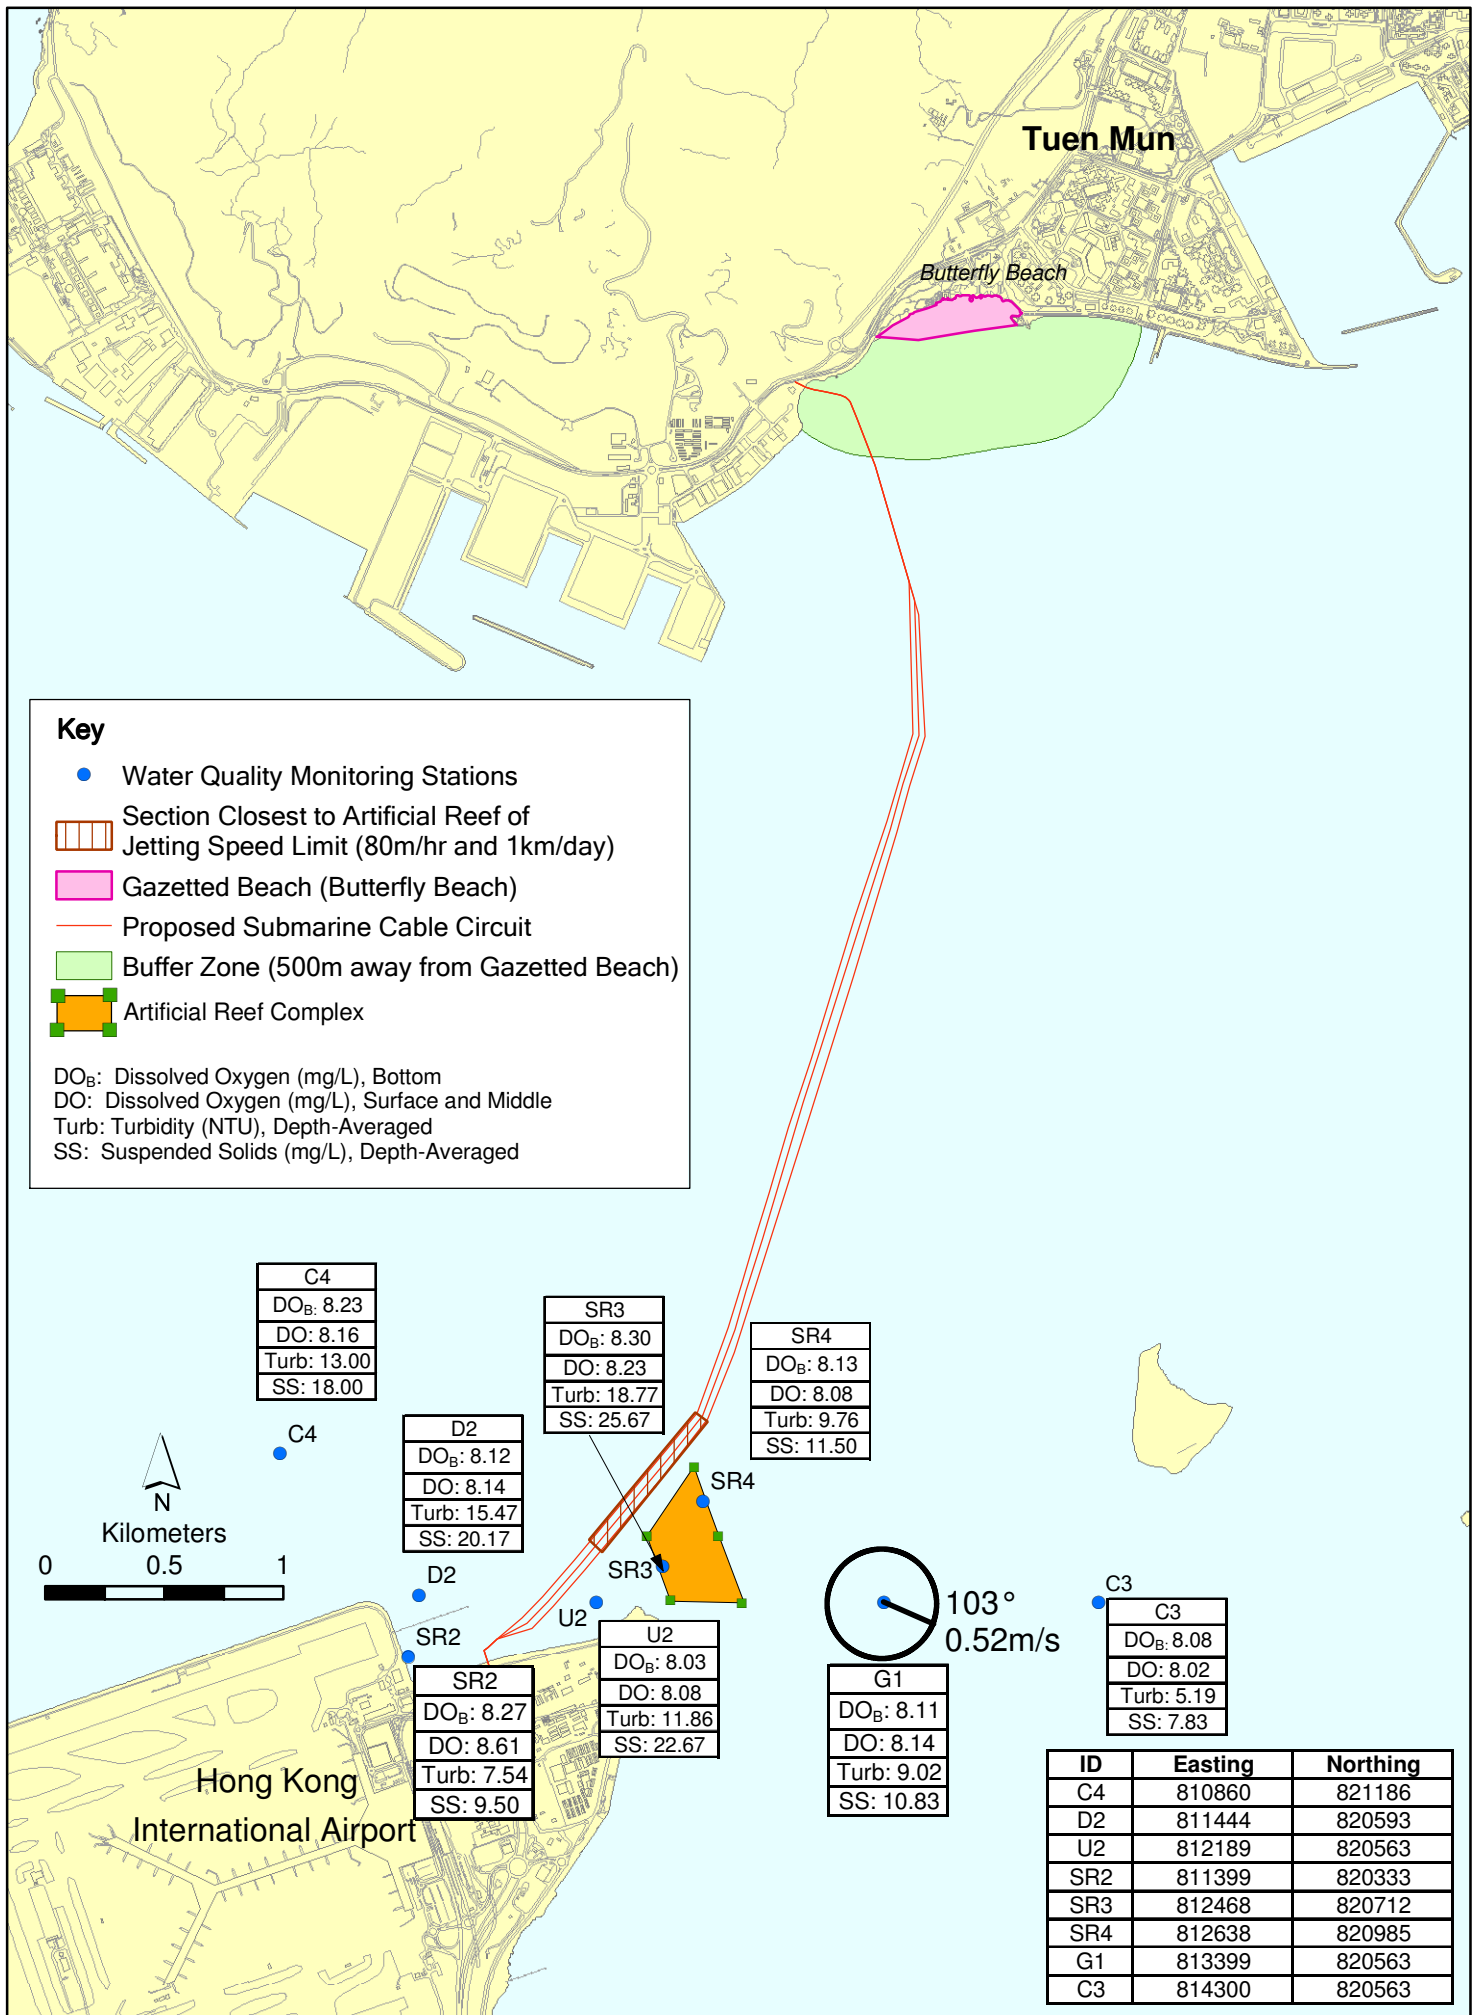 Tuen Mun
Butterfly Beach
Key
Water Quality Monitoring Stations
Section Closest to Artificial Reef of
Jetting Speed Limit (80m/hr and 1km/day)
Gazetted Beach (Butterfly Beach)
Proposed Submarine Cable Circuit
Buffer Zone (500m away from Gazetted Beach)
Artificial Reef Complex
DOB: Dissolved Oxygen (mg/L), Bottom
DO: Dissolved Oxygen (mg/L), Surface and Middle
Turb: Turbidity (NTU), Depth-Averaged
SS: Suspended Solids (mg/L), Depth-Averaged
C4
DOB: 8.23
DO: 8.16
Turb: 13.00
SS: 18.00
C4
SR3
DOB: 8.30
DO: 8.23
Turb: 18.77
SS: 25.67
SR4
DOB: 8.13
DO: 8.08
Turb: 9.76
SS: 11.50
D2
DOB: 8.12
DO: 8.14
Turb: 15.47
SS: 20.17
SR4
N
Kilometers
0 0.5 1
SR3
D2
U2
SR2
103°
0.52m/s
C3
C3
DOB: 8.08
DO: 8.02
Turb: 5.19
SS: 7.83
U2
DOB: 8.03
DO: 8.08
Turb: 11.86
SS: 22.67
SR2
DOB: 8.27
DO: 8.61
Turb: 7.54
SS: 9.50
G1
DOB: 8.11
DO: 8.14
Turb: 9.02
SS: 10.83
Hong Kong
International Airport
ID Easting Northing
C4 810860 821186
D2 811444 820593
U2 812189 820563
SR2 811399 820333
SR3 812468 820712
SR4 812638 820985
G1 813399 820563
C3 814300 820563